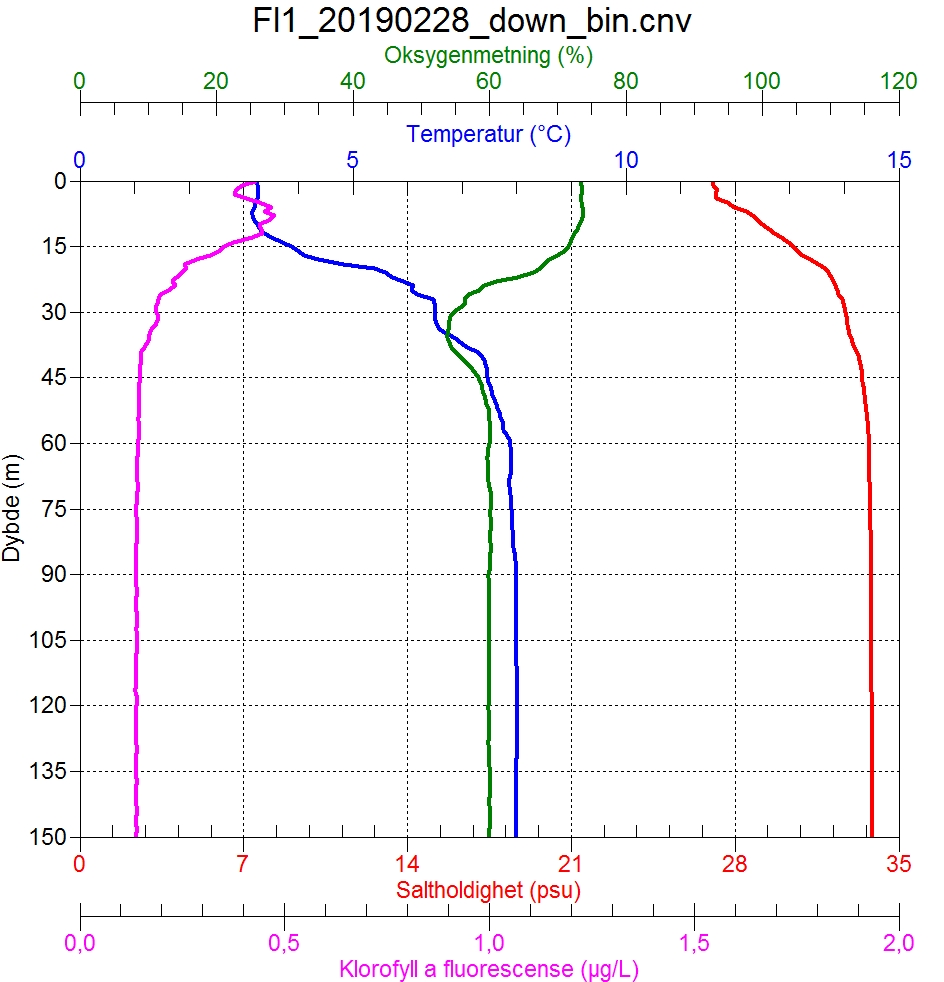 Fl1_20190228_down_bin.cnv
Oksygenmetning (%)
0 20 40 60 80 100 120
Temperatur (°C)
0 5 10 15
0
15
30
45
60
75
90
105
120
135
150
Dybde (m)
0 7 14 21 28 35
Saltholdighet (psu)
0,0 0,5 1,0 1,5 2,0
Klorofyll a fluorescense (µg/L)